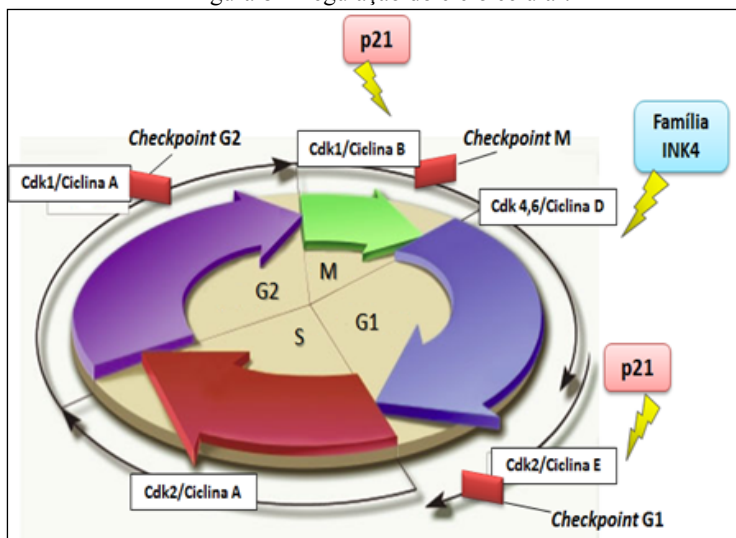 p21
Família
INK4
Checkpoint G2
Cdk1/Ciclina B
Checkpoint M
Cdk1/Ciclina A
Cdk 4,6/Ciclina D
M
G2
G1
S
p21
Cdk2/Ciclina E
Cdk2/Ciclina A
Checkpoint G1